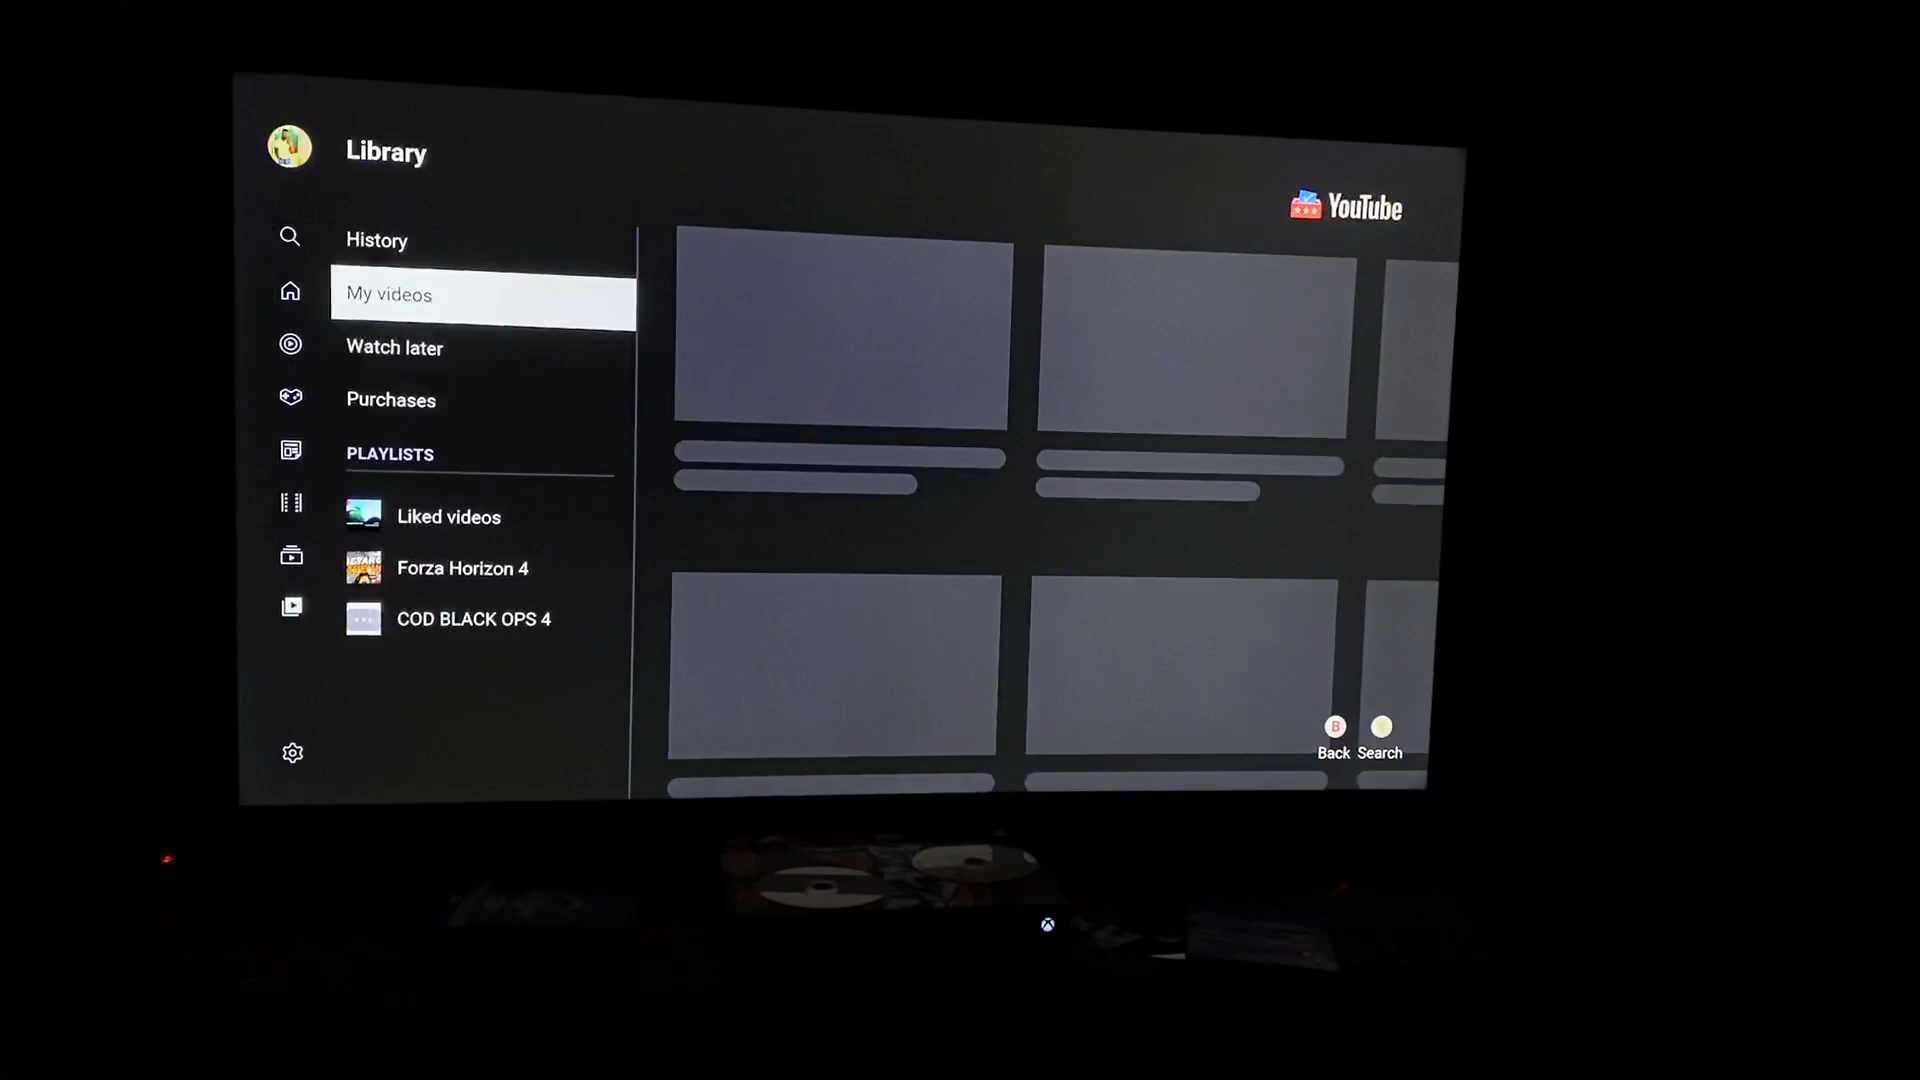 Library
YouTube
History
My videos
Watch later
Purchases
PLAYLISTS
Liked videos
Forza Horizon 4
COD BLACK OPS 4
B
Back Search